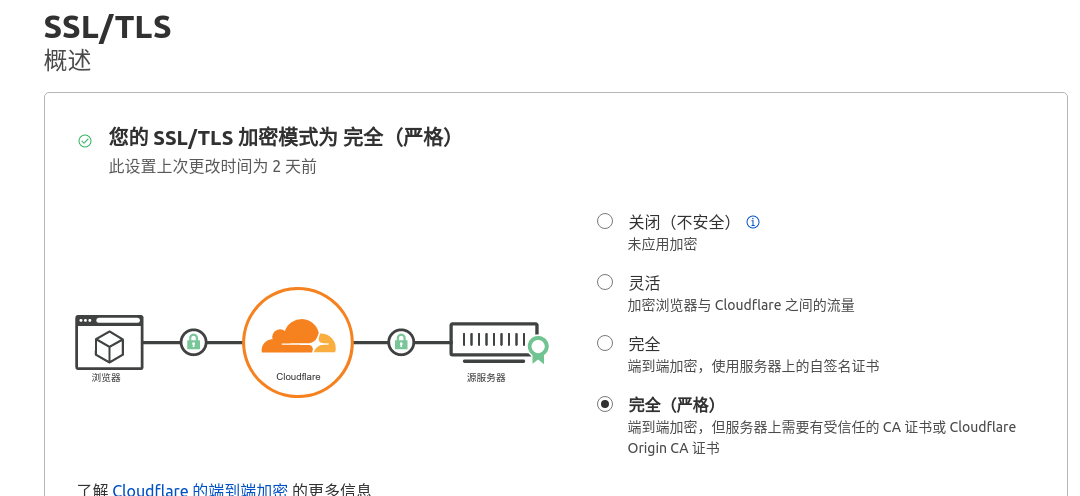 SSL/TLS
概述
您的 SSL/TLS 加密模式为 完全（严格）
此设置上次更改时间为 2 天前
关闭（不安全）
未应用加密
灵活
加密浏览器与 Cloudflare 之间的流量
完全
端到端加密，使用服务器上的自签名证书
完全（严格）
端到端加密，但服务器上需要有受信任的 CA 证书或 Cloudflare
Origin CA 证书
浏览器
Cloudflare
源服务器
了解 Cloudflare 的端到端加密 的更多信息